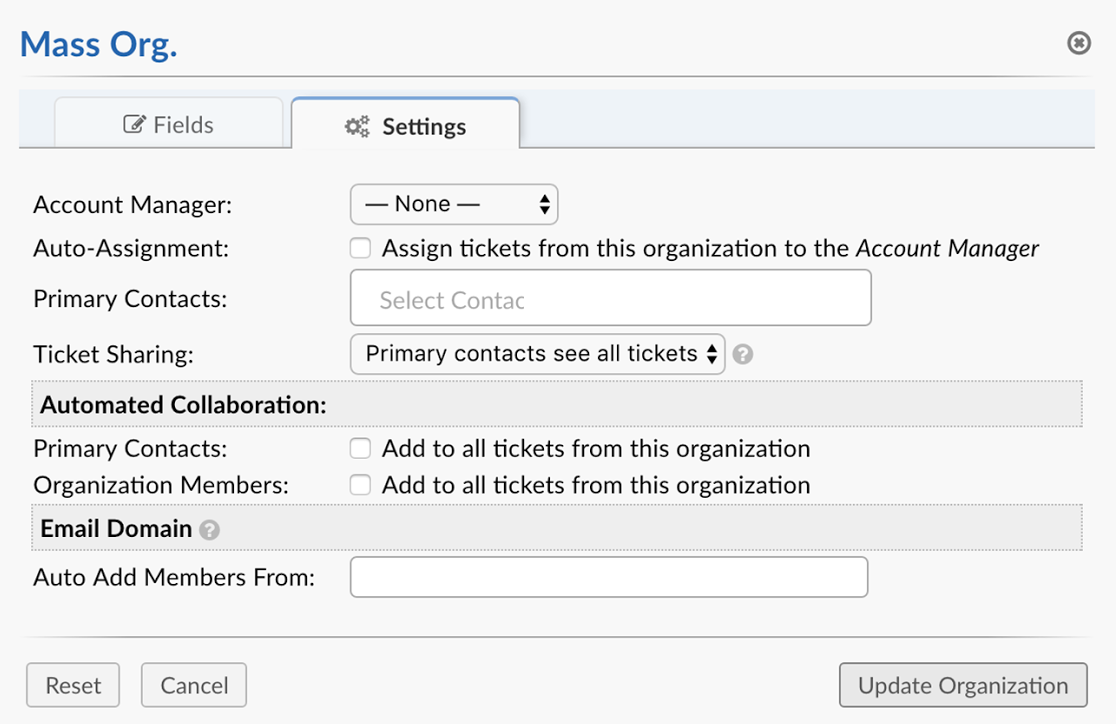 Mass Org.
Fields
Settings
Account Manager:
— None —
Auto-Assignment:
Assign tickets from this organization to the Account Manager
Primary Contacts:
Select Contac
Ticket Sharing:
Primary contacts see all tickets
?
Automated Collaboration:
Primary Contacts:
Add to all tickets from this organization
Organization Members:
Add to all tickets from this organization
Email Domain ?
Auto Add Members From:
Reset
Cancel
Update Organization